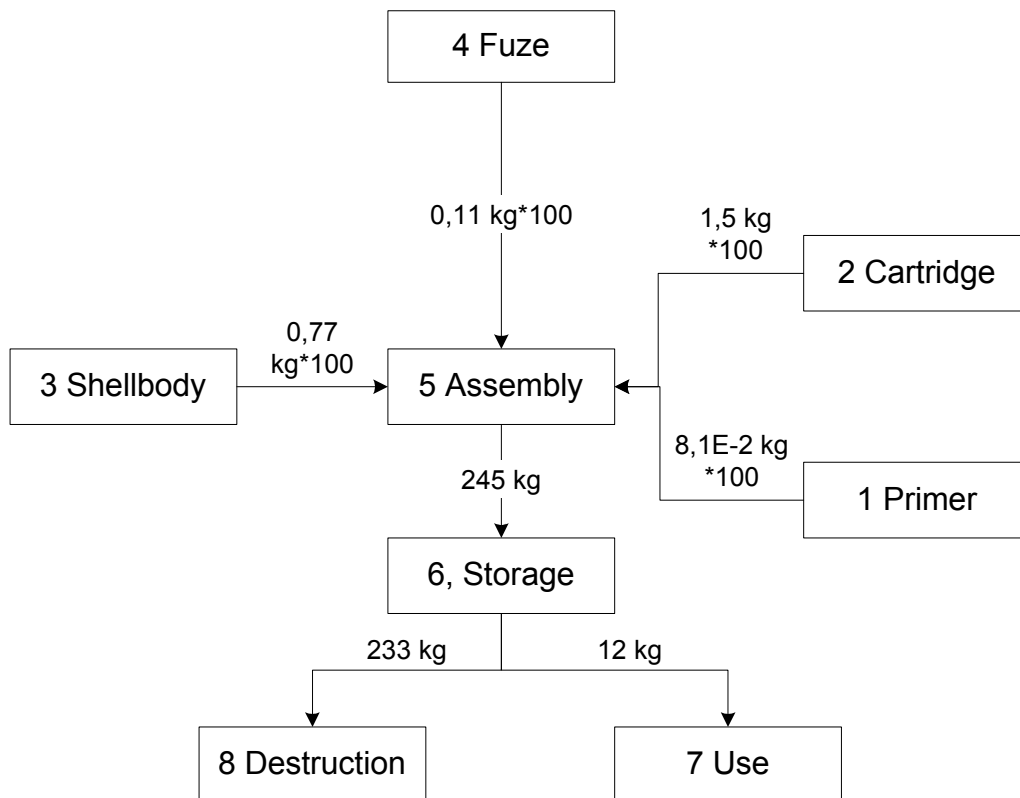 4 Fuze
0,11 kg*100
1,5 kg
*100
2 Cartridge
0,77
kg*100
3 Shellbody
5 Assembly
8,1E-2 kg
*100
1 Primer
245 kg
6, Storage
233 kg
12 kg
8 Destruction
7 Use